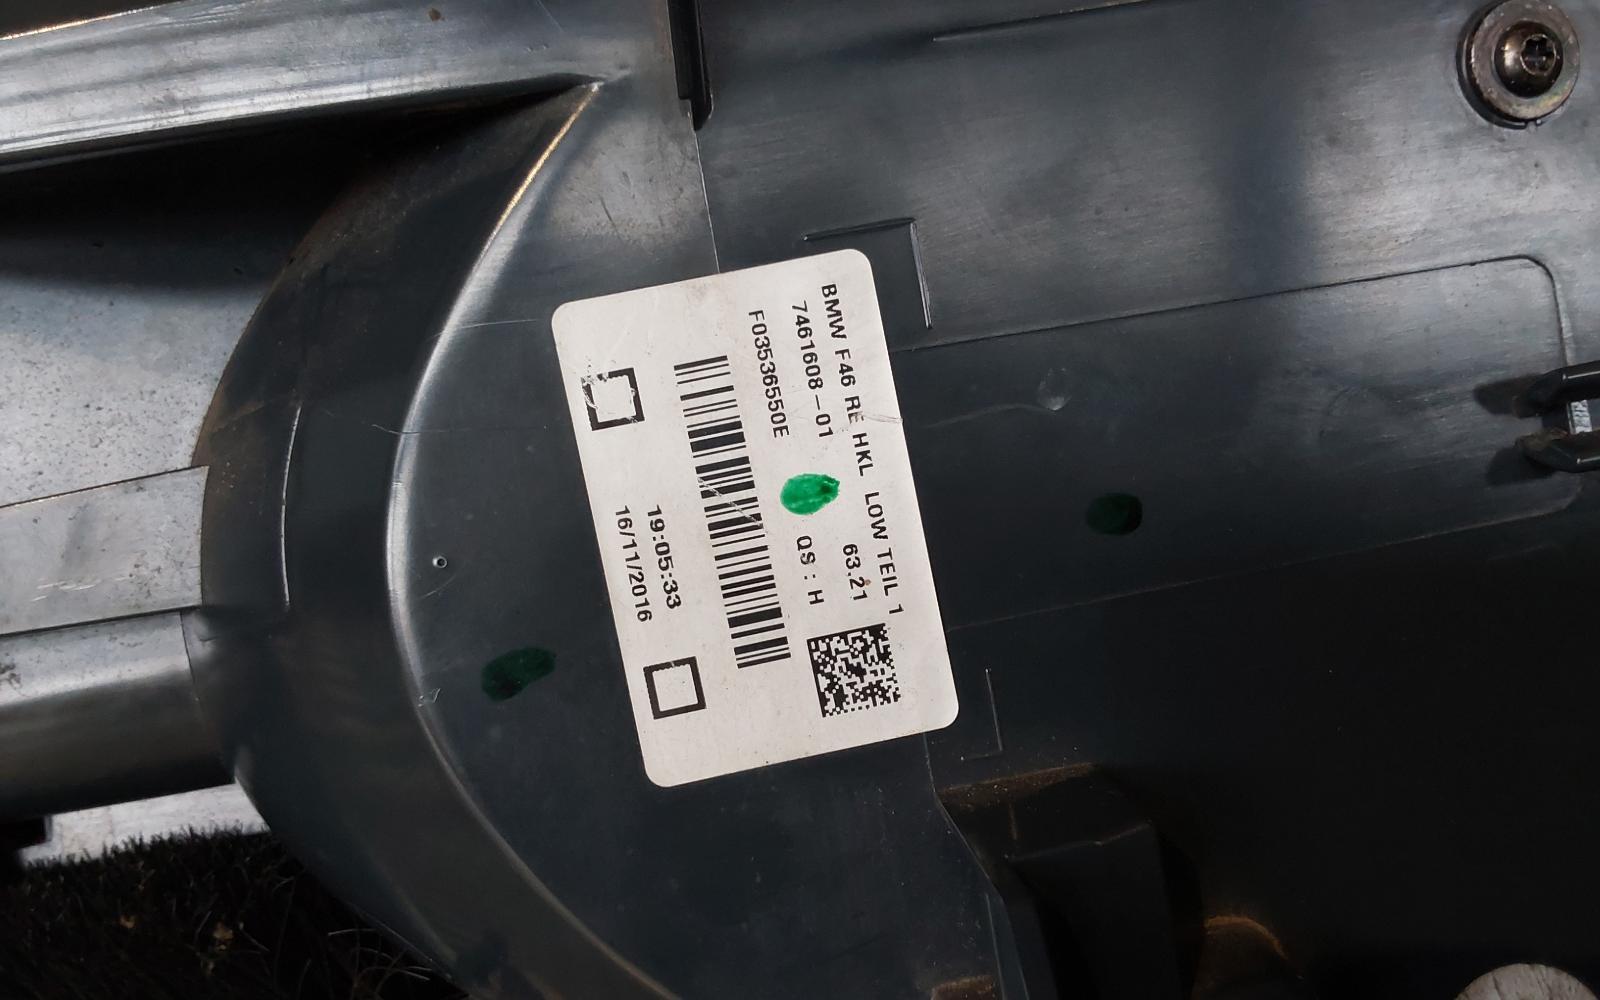 BMW F46 RE HKL LOW TEIL 1
7461608-01 63.21
F03536550E QS: H
19:05:33
16/11/2016